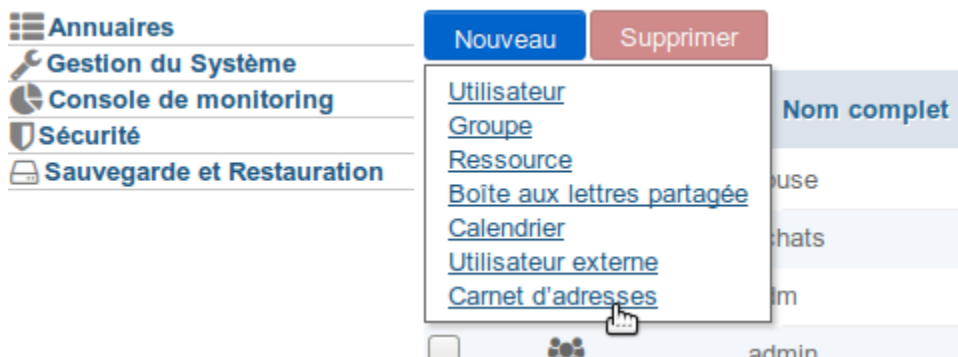 Annuaires
Gestion du Système
Console de monitoring
Sécurité
Sauvegarde et Restauration
Nouveau
Supprimer
Utilisateur
Groupe
Ressource
Boîte aux lettres partagée
Calendrier
Utilisateur externe
Carnet d'adresses
Nom complet
admin